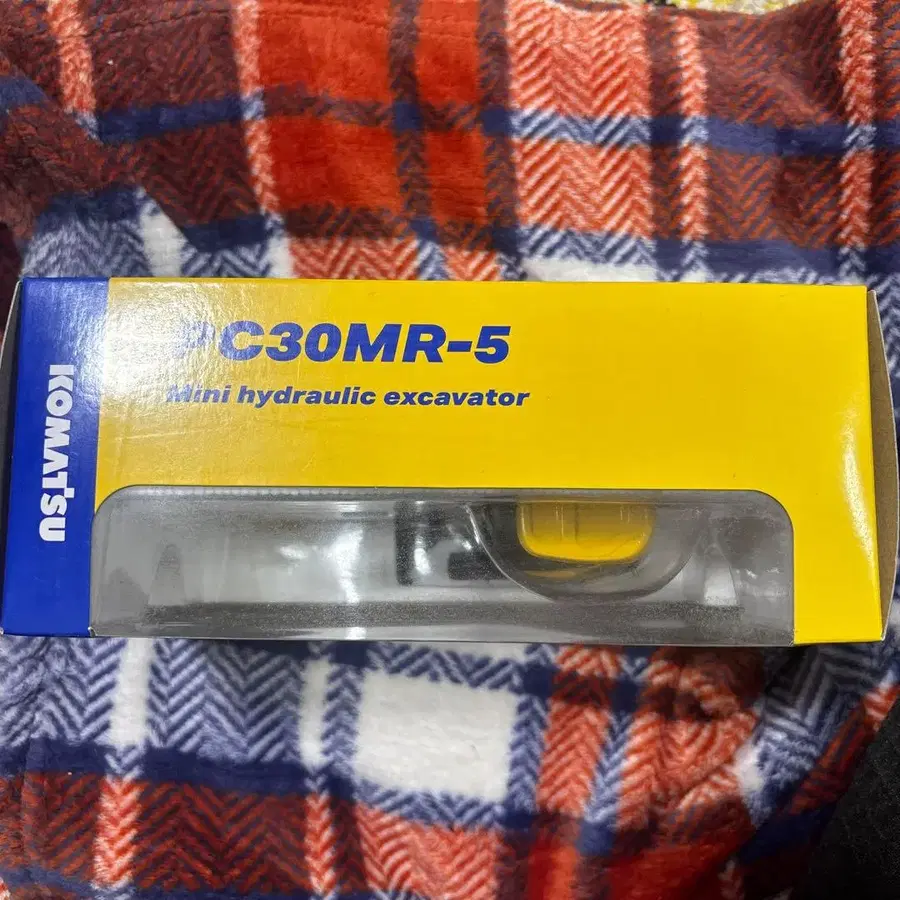 PC30MR-5
Mini hydraulic excavator
KOMATSU